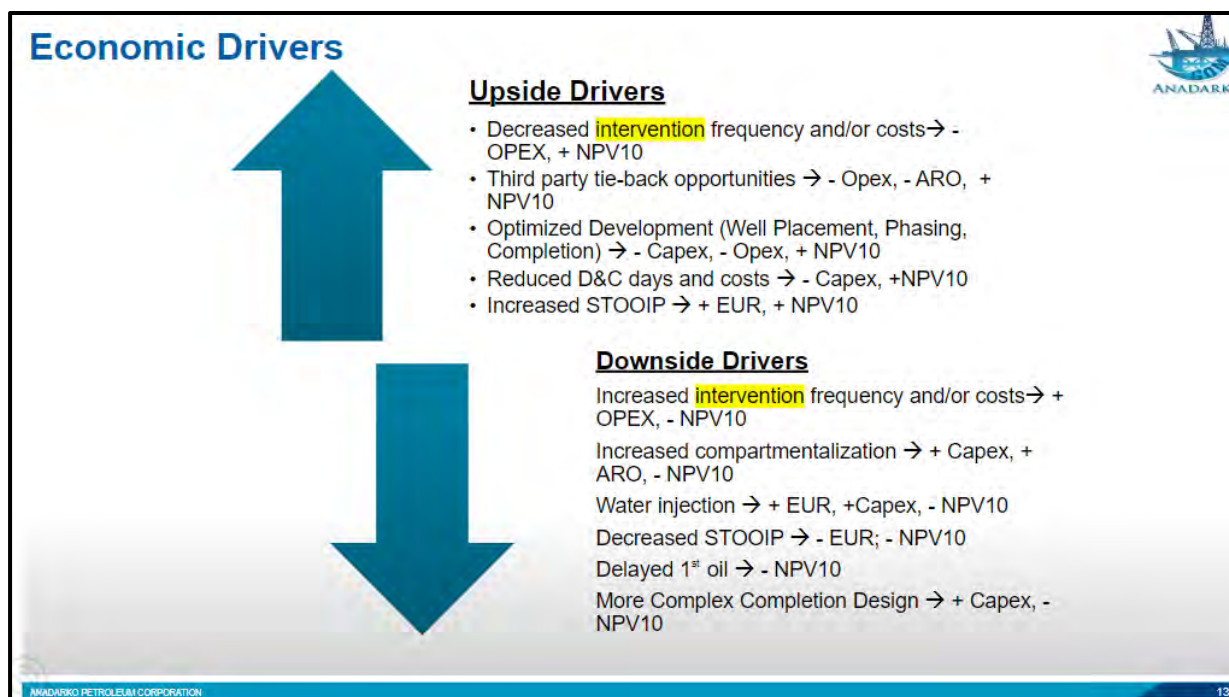 Economic Drivers
Upside Drivers
• Decreased intervention frequency and/or costs→ -
OPEX, + NPV10
• Third party tie-back opportunities → - Opex, - ARO, +
NPV10
• Optimized Development (Well Placement, Phasing,
Completion) → - Capex, - Opex, + NPV10
• Reduced D&C days and costs → - Capex, +NPV10
• Increased STOOIP → + EUR, + NPV10
Downside Drivers
Increased intervention frequency and/or costs→ +
OPEX, - NPV10
Increased compartmentalization → + Capex, +
ARO, - NPV10
Water injection → + EUR, +Capex, - NPV10
Decreased STOOIP → - EUR; - NPV10
Delayed 1st oil → - NPV10
More Complex Completion Design → + Capex, -
NPV10
GOM
ANADARK
ANADARKO PETROLEUM CORPORATION
13